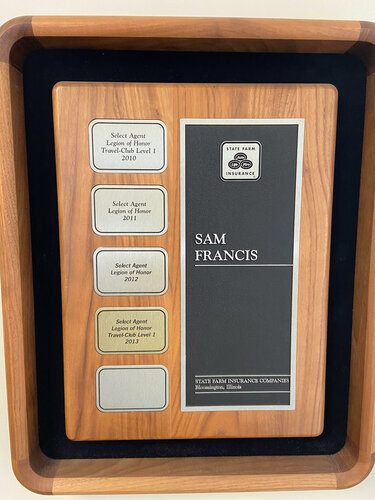 Select Agent
Legion of Honor
Travel-Club Level 1
2010
Select Agent
Legion of Honor
2011
Select Agent
Legion of Honor
2012
Select Agent
Legion of Honor
Travel-Club Level 1
2013
STATE FARM
INSURANCE
SAM
FRANCIS
STATE FARM INSURANCE COMPANIES
Bloomington, Illinois